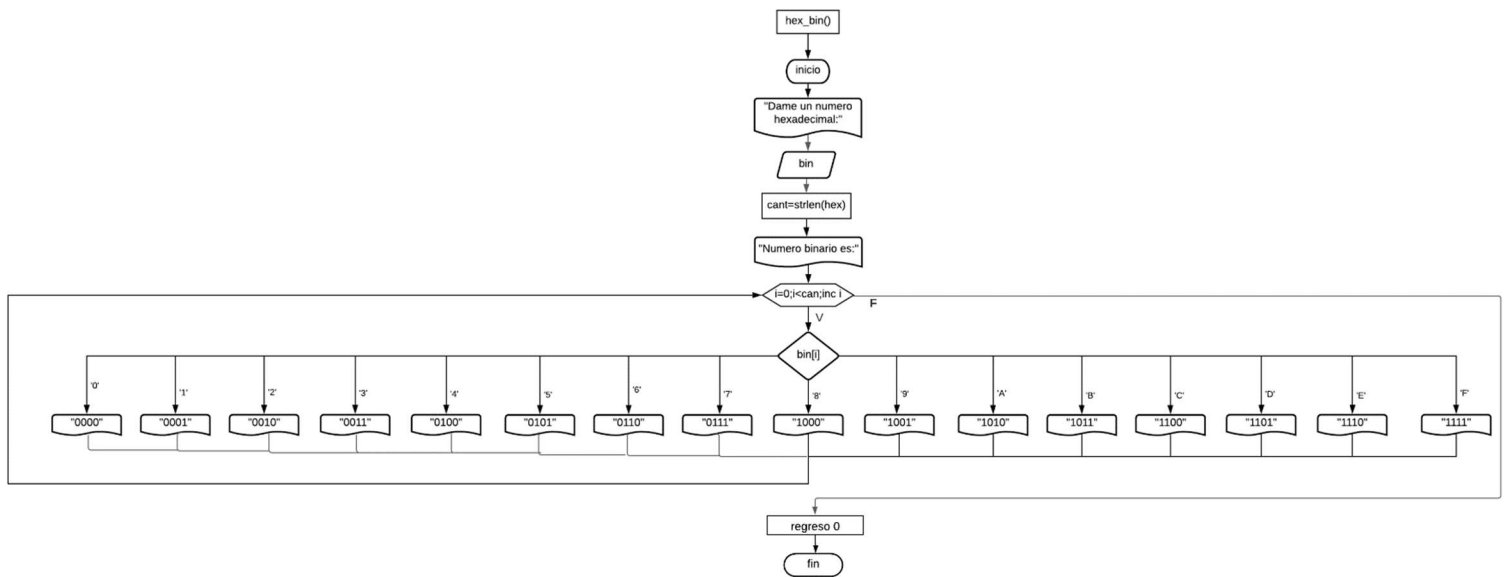 hex_bin()
inicio
"Dame un numero
hexadecimal:"
bin
cant=strlen(hex)
"Numero binario es:"
i=0;i<can;inc i
F
V
bin[i]
'0'
'1'
'2'
'3'
'4'
'5'
'6'
'7'
'8'
'9'
'A'
'B'
'C'
'D'
'E'
'F'
"0000"
"0001"
"0010"
"0011"
"0100"
"0101"
"0110"
"0111"
"1000"
"1001"
"1010"
"1011"
"1100"
"1101"
"1110"
"1111"
regreso 0
fin